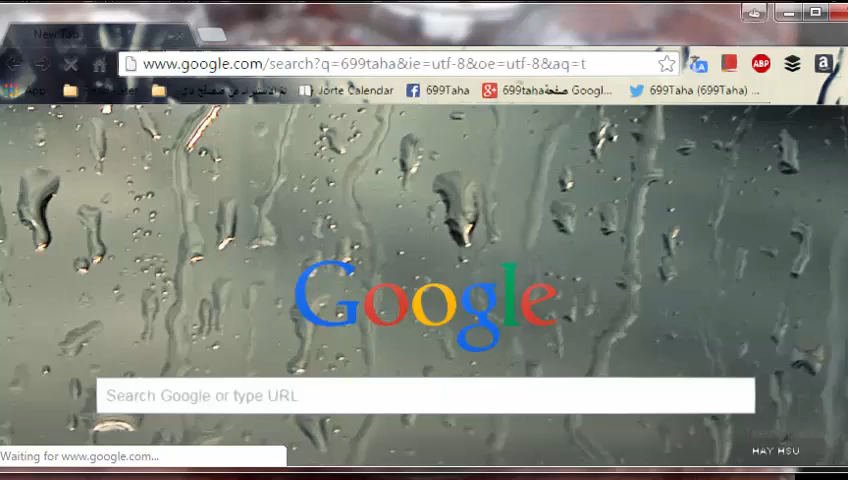 New Tab
www.google.com/search?q=699taha&ie=utf-8&oe=utf-8&aq=t
ABP
Jorte Calendar
699Taha
699taha صفحة Googl...
699Taha (699Taha) ...
Google
Search Google or type URL
Waiting for www.google.com...
HAY HSU